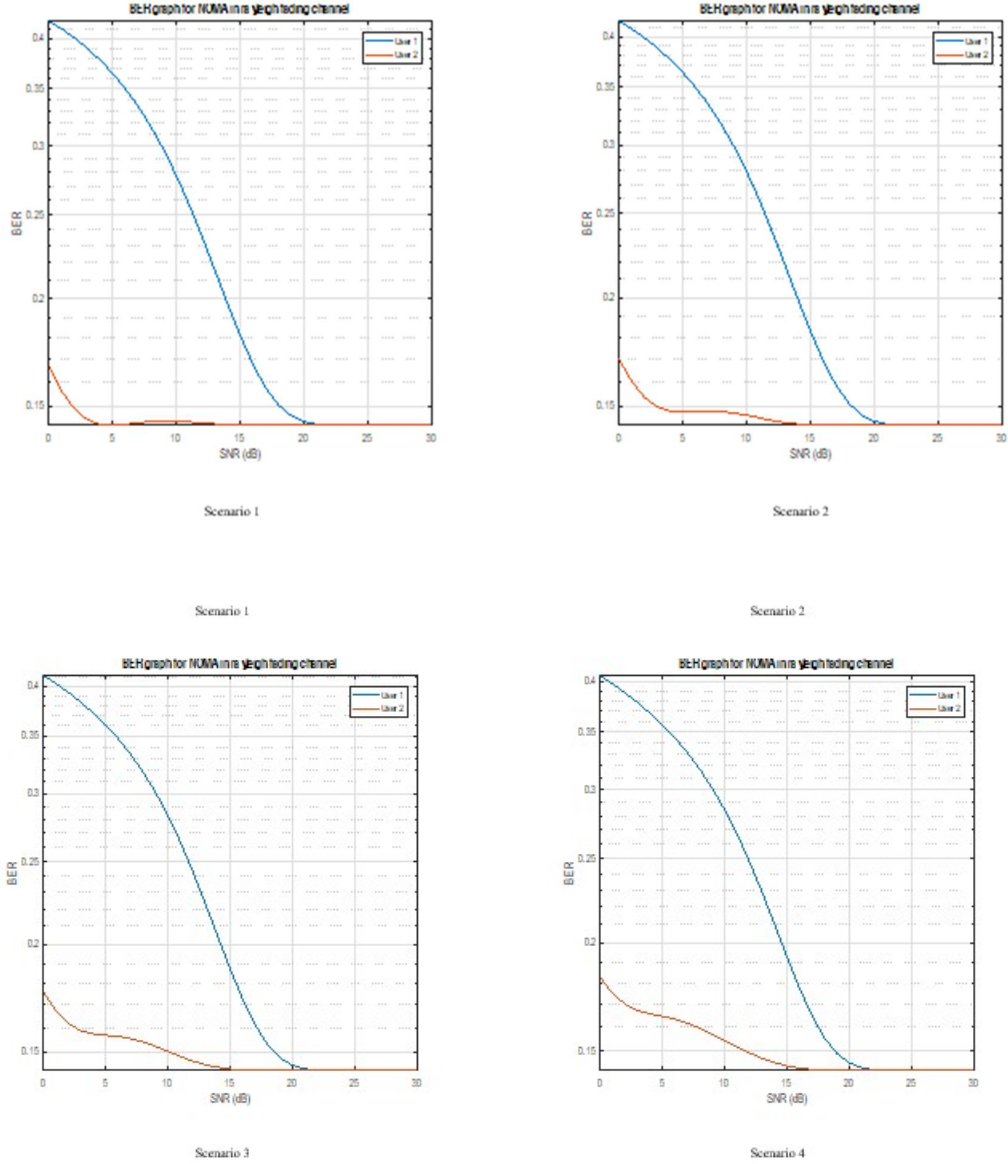 BER graph for NOMA in rayleigh fading channel
BER graph for NOMA in rayleigh fading channel
0.4
0.35
0.3
0.25
0.2
0.15
BER
User 1
User 2
0 5 10 15 20 25 30
SNR (dB)
0.4
0.35
0.3
0.25
0.2
0.15
BER
User 1
User 2
0 5 10 15 20 25 30
SNR (dB)
Scenario 1
Scenario 2
Scenario 1
Scenario 2
BER graph for NOMA in rayleigh fading channel
BER graph for NOMA in rayleigh fading channel
0.4
0.35
0.3
0.25
0.2
0.15
BER
User 1
User 2
0 5 10 15 20 25 30
SNR (dB)
0.4
0.35
0.3
0.25
0.2
0.15
BER
User 1
User 2
0 5 10 15 20 25 30
SNR (dB)
Scenario 3
Scenario 4